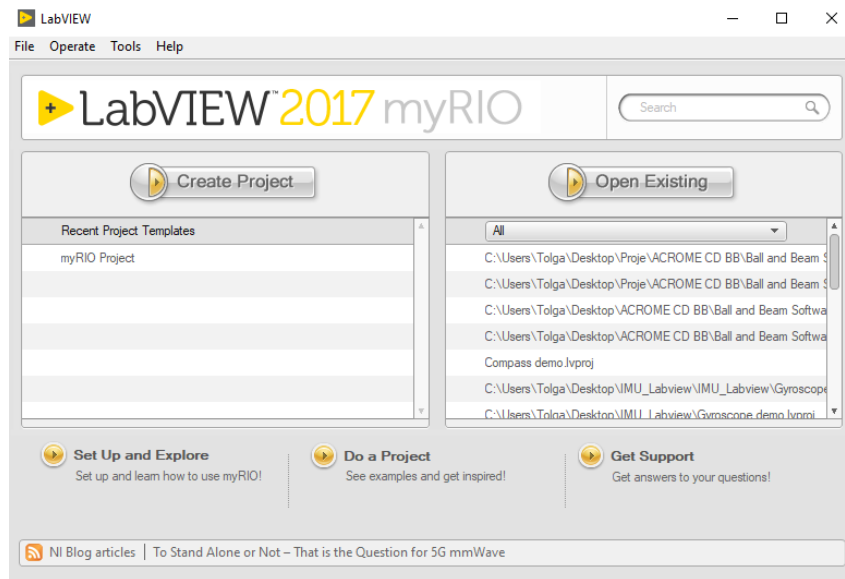 LabVIEW
File Operate Tools Help
LabVIEW™ 2017 myRIO
Search
Create Project
Recent Project Templates
myRIO Project
Open Existing
All
C:\Users\Tolga\Desktop\Proje\ACROME CD BB\Ball and Beam S
C:\Users\Tolga\Desktop\Proje\ACROME CD BB\Ball and Beam S
C:\Users\Tolga\Desktop\ACROME CD BB\Ball and Beam Softwa
C:\Users\Tolga\Desktop\ACROME CD BB\Ball and Beam Softwa
Compass demo.lvproj
C:\Users\Tolga\Desktop\IMU_Labview\IMU_Labview\Gyroscope
C:\Users\Tolga\Desktop\IMU_Labview\Gyroscope demo.lvproj
Set Up and Explore
Set up and learn how to use myRIO!
Do a Project
See examples and get inspired!
Get Support
Get answers to your questions!
NI Blog articles | To Stand Alone or Not – That is the Question for 5G mmWave